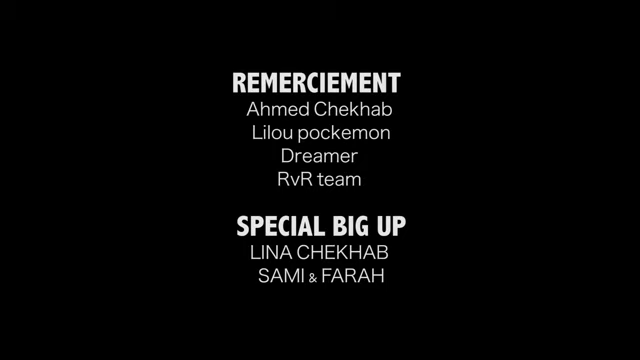 REMERCIEMENT
Ahmed Chekhab
Lilou pockemon
Dreamer
RvR team
SPECIAL BIG UP
LINA CHEKHAB
SAMI & FARAH